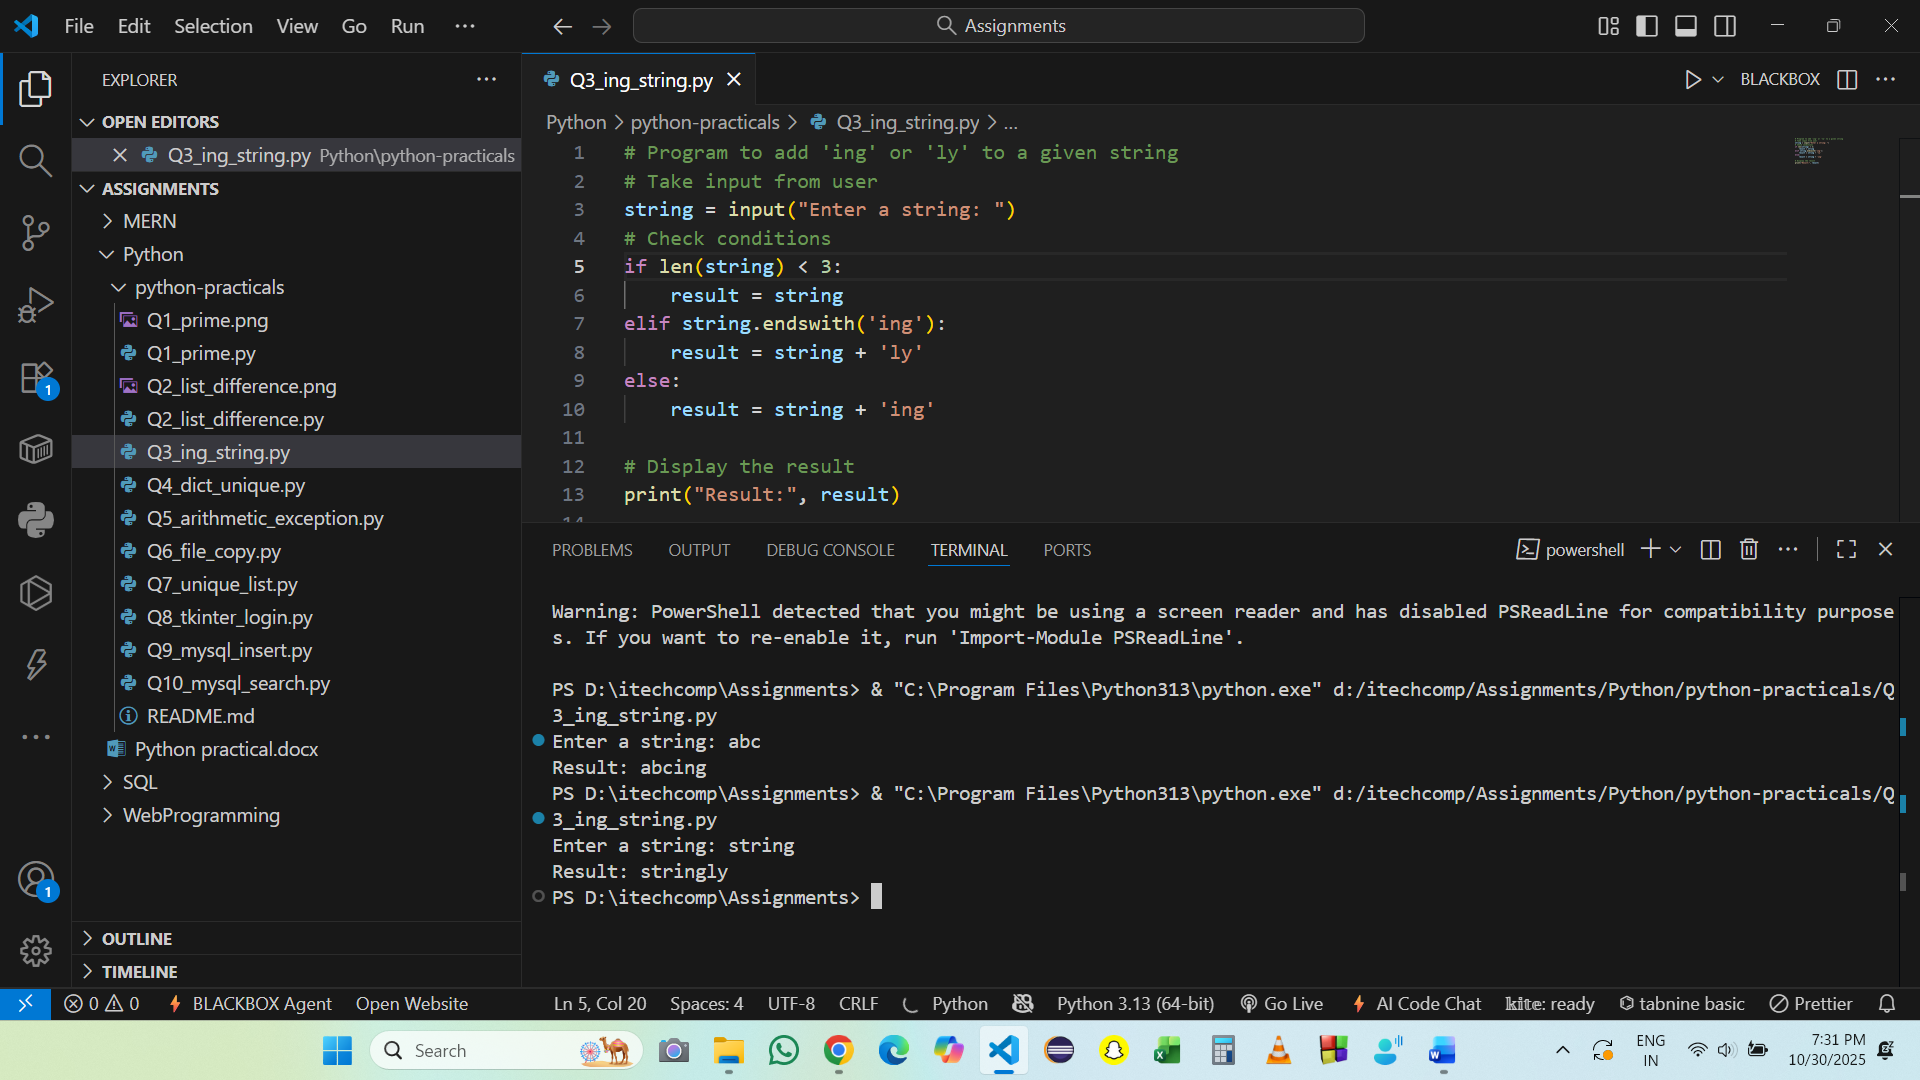 File Edit Selection View Go Run ...
Assignments
EXPLORER
OPEN EDITORS
Q3_ing_string.py Python\python-practicals
ASSIGNMENTS
MERN
Python
python-practicals
Q1_prime.png
Q1_prime.py
Q2_list_difference.png
Q2_list_difference.py
Q3_ing_string.py
Q4_dict_unique.py
Q5_arithmetic_exception.py
Q6_file_copy.py
Q7_unique_list.py
Q8_tkinter_login.py
Q9_mysql_insert.py
Q10_mysql_search.py
README.md
Python practical.docx
SQL
WebProgramming
OUTLINE
TIMELINE
1
1
Q3_ing_string.py
BLACKBOX
Python > python-practicals > Q3_ing_string.py > ...
1 # Program to add 'ing' or 'ly' to a given string
2 # Take input from user
3 string = input("Enter a string: ")
4 # Check conditions
5 if len(string) < 3:
6     result = string
7 elif string.endswith('ing'):
8     result = string + 'ly'
9 else:
10     result = string + 'ing'
11
12 # Display the result
13 print("Result:", result)
14
PROBLEMS OUTPUT DEBUG CONSOLE TERMINAL PORTS
powershell
Warning: PowerShell detected that you might be using a screen reader and has disabled PSReadLine for compatibility purpose
s. If you want to re-enable it, run 'Import-Module PSReadLine'.
PS D:\itechcomp\Assignments> & "C:\Program Files\Python313\python.exe" d:/itechcomp/Assignments/Python/python-practicals/Q
3_ing_string.py
Enter a string: abc
Result: abcing
PS D:\itechcomp\Assignments> & "C:\Program Files\Python313\python.exe" d:/itechcomp/Assignments/Python/python-practicals/Q
3_ing_string.py
Enter a string: string
Result: stringly
PS D:\itechcomp\Assignments>
0 0 BLACKBOX Agent Open Website Ln 5, Col 20 Spaces: 4 UTF-8 CRLF Python Python 3.13 (64-bit) Go Live AI Code Chat kite: ready tabnine basic Prettier
Search
ENG
IN
7:31 PM
10/30/2025